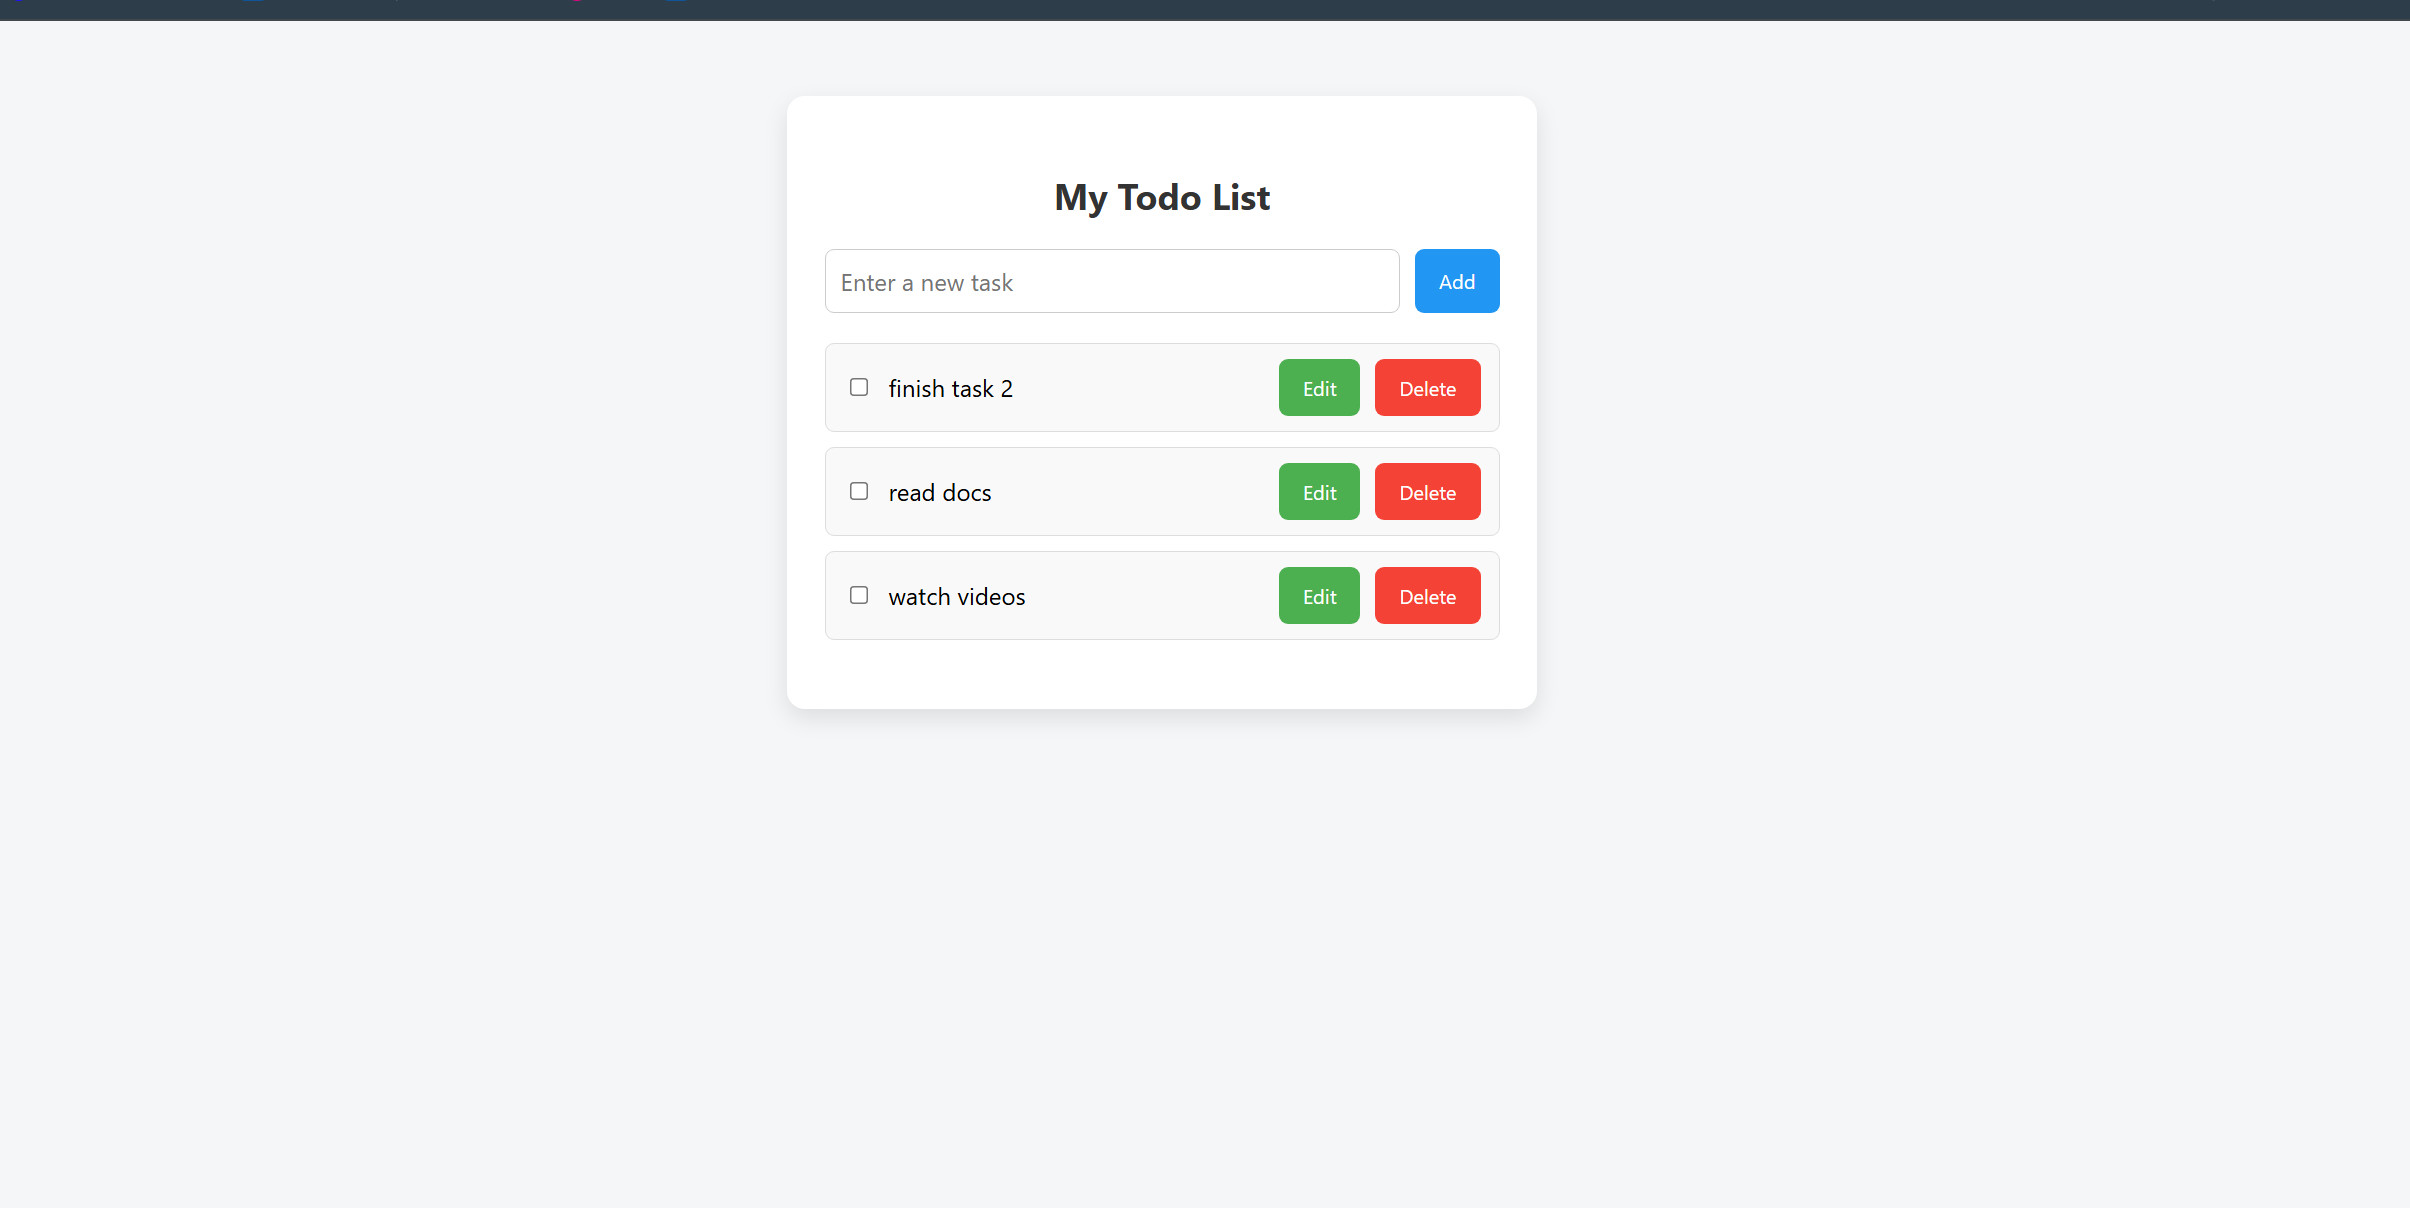 My Todo List
Enter a new task
Add
finish task 2
Edit
Delete
read docs
Edit
Delete
watch videos
Edit
Delete